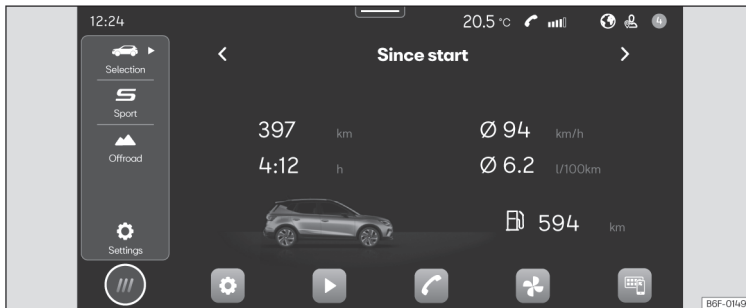 12:24
20.5 °C
4
Selection
Since start
Sport
Offroad
397 km
Ø 94 km/h
4:12 h
Ø 6.2 l/100km
594 km
Settings
B6F-0149